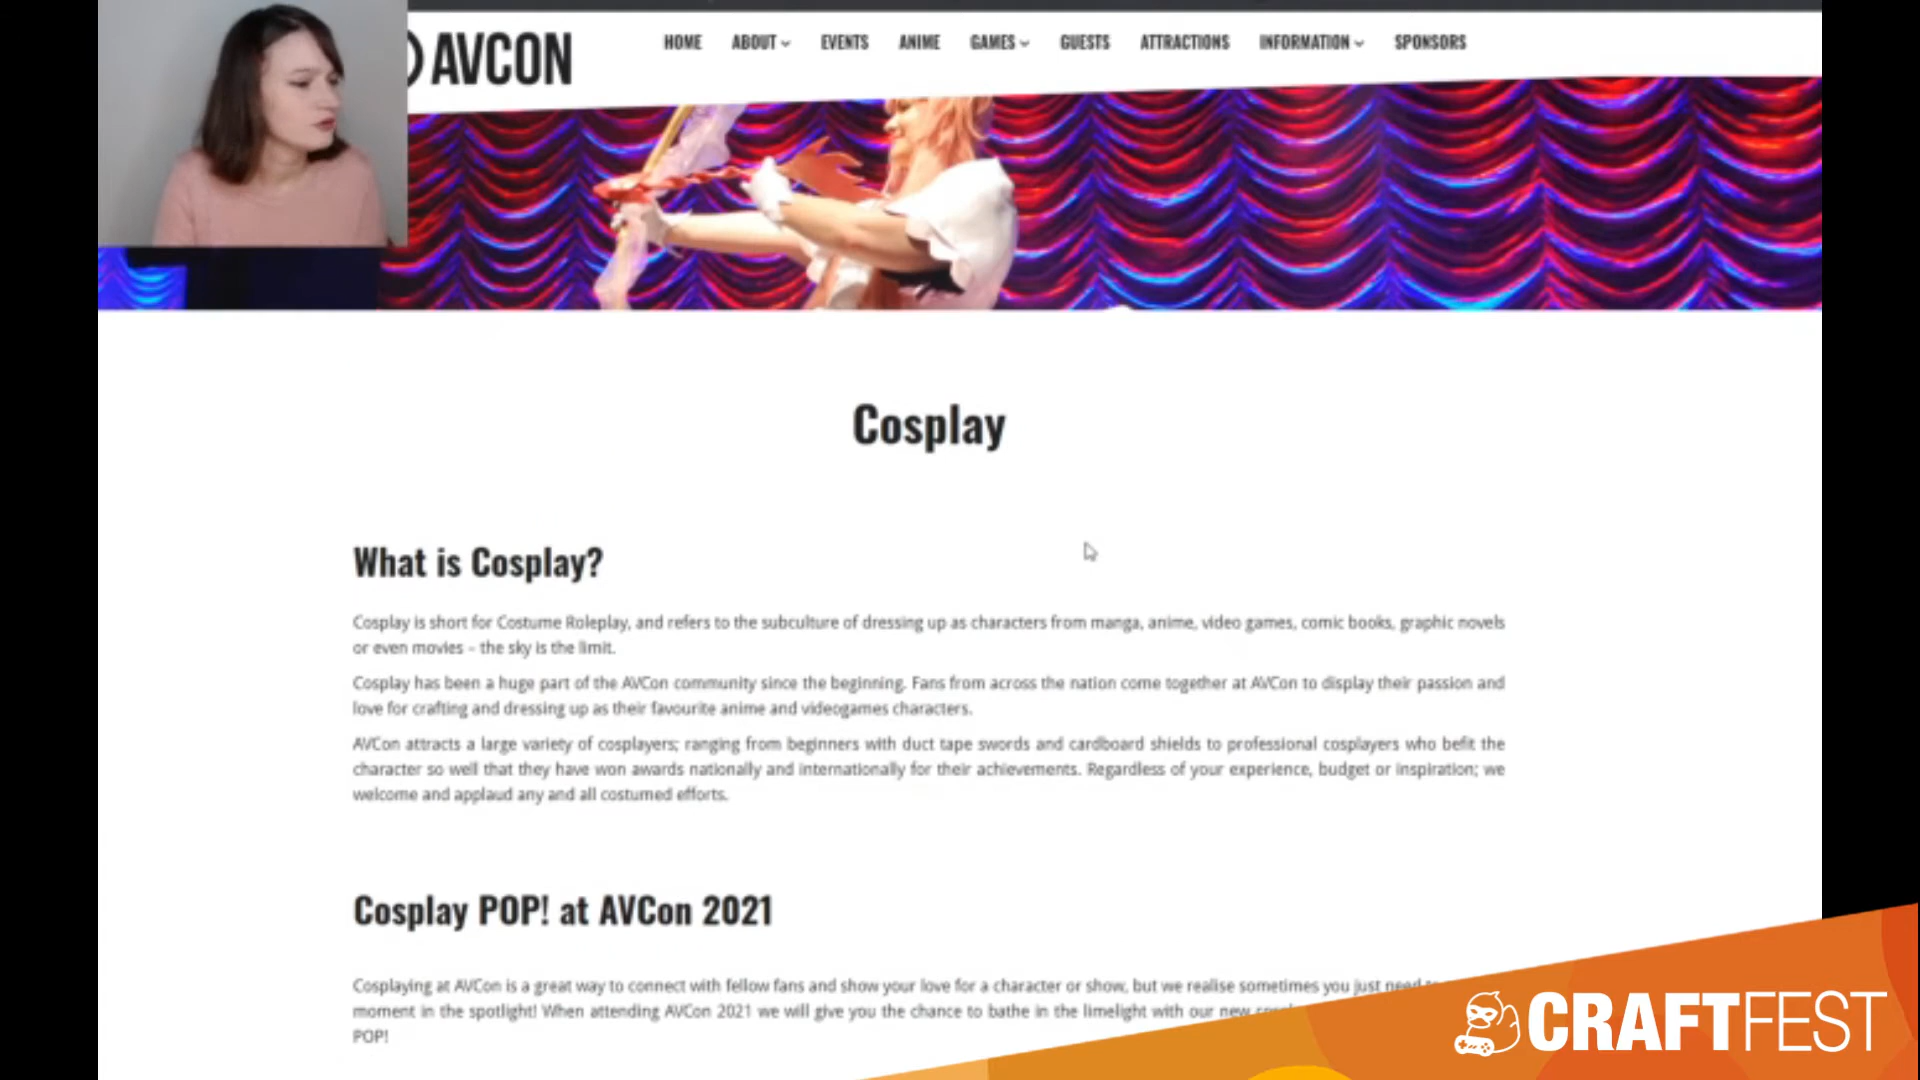 AVCON
HOME ABOUT EVENTS ANIME GAMES GUESTS ATTRACTIONS INFORMATION SPONSORS
Cosplay
What is Cosplay?
Cosplay is short for Costume Roleplay, and refers to the subculture of dressing up as characters from manga, anime, video games, comic books, graphic novels
or even movies – the sky is the limit.
Cosplay has been a huge part of the AVCon community since the beginning. Fans from across the nation come together at AVCon to display their passion and
love for crafting and dressing up as their favourite anime and videogames characters.
AVCon attracts a large variety of cosplayers; ranging from beginners with duct tape swords and cardboard shields to professional cosplayers who befit the
character so well that they have won awards nationally and internationally for their achievements. Regardless of your experience, budget or inspiration; we
welcome and applaud any and all costumed efforts.
Cosplay POP! at AVCon 2021
Cosplaying at AVCon is a great way to connect with fellow fans and show your love for a character or show, but we realise sometimes you just need
moment in the spotlight! When attending AVCon 2021 we will give you the chance to bathe in the limelight with our new
POP!
CRAFTFEST